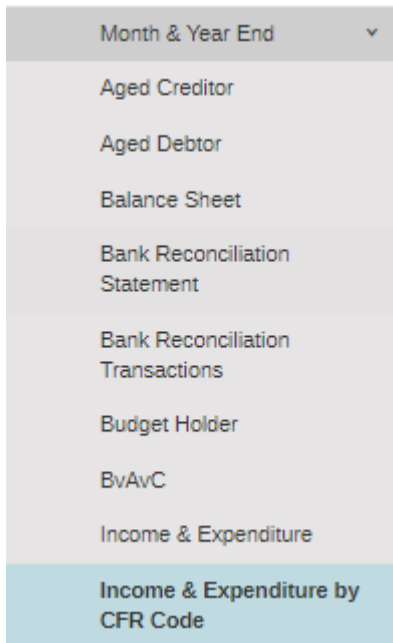 Month & Year End
Aged Creditor
Aged Debtor
Balance Sheet
Bank Reconciliation
Statement
Bank Reconciliation
Transactions
Budget Holder
BvAvC
Income & Expenditure
Income & Expenditure by
CFR Code